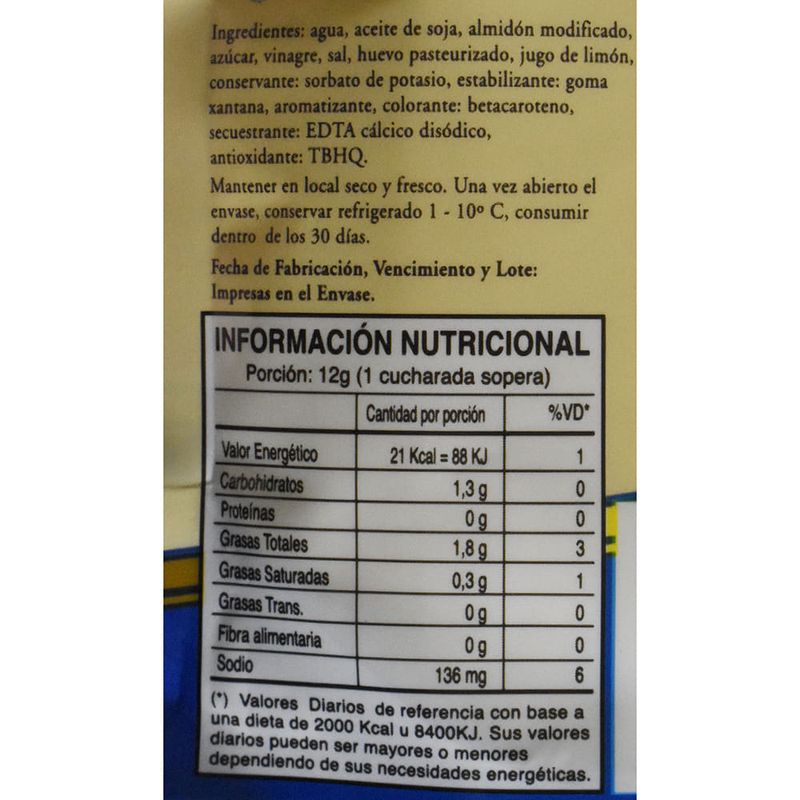 Ingredientes: agua, aceite de soja, almidón modificado,
azúcar, vinagre, sal, huevo pasteurizado, jugo de limón,
conservante: sorbato de potasio, estabilizante: goma
xantana, aromatizante, colorante: betacaroteno,
secuestrante: EDTA cálcico disódico,
antioxidante: TBHQ.
Mantener en local seco y fresco. Una vez abierto el
envase, conservar refrigerado 1 - 10º C, consumir
dentro de los 30 días.
Fecha de Fabricación, Vencimiento y Lote:
Impresas en el Envase.
INFORMACIÓN NUTRICIONAL
Porción: 12g (1 cucharada sopera)
Cantidad por porción %VD*
Valor Energético 21 Kcal = 88 KJ 1
Carbohidratos 1,3 g 0
Proteínas 0 g 0
Grasas Totales 1,8 g 3
Grasas Saturadas 0,3 g 1
Grasas Trans. 0 g 0
Fibra alimentaria 0 g 0
Sodio 136 mg 6
(*) Valores Diarios de referencia con base a
una dieta de 2000 Kcal u 8400KJ. Sus valores
diarios pueden ser mayores o menores
dependiendo de sus necesidades energéticas.